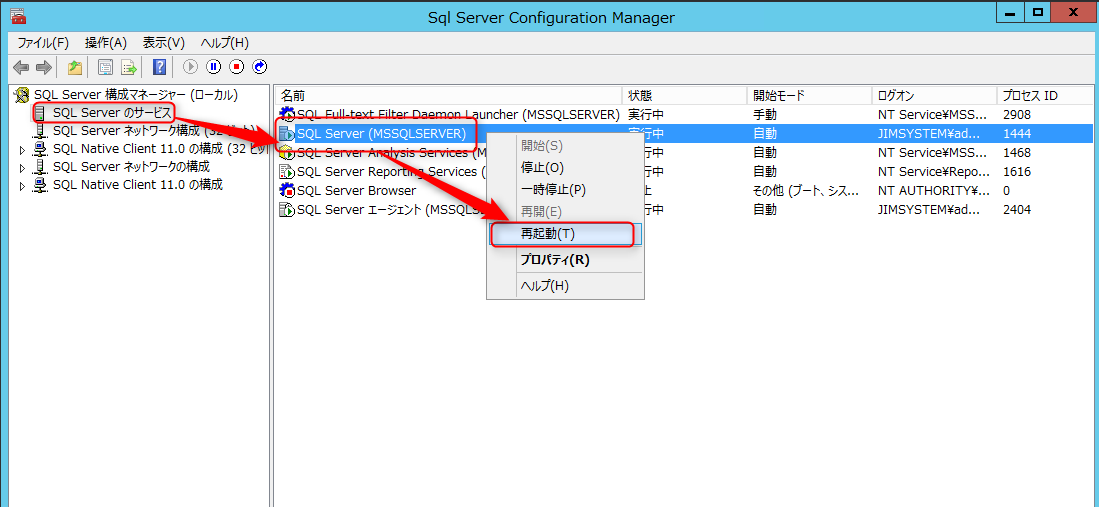 Sql Server Configuration Manager
ファイル(F) 操作(A) 表示(V) ヘルプ(H)
SQL Server 構成マネージャー (ローカル)
SQL Server のサービス
SQL Server ネットワーク構成 (32 ビット)
SQL Native Client 11.0 の構成 (32 ビット
SQL Server ネットワークの構成
SQL Native Client 11.0 の構成
名前 状態 開始モード ログオン プロセス ID
SQL Full-text Filter Daemon Launcher (MSSQLSERVER) 実行中 手動 NT Service¥MSS... 2908
SQL Server (MSSQLSERVER) 実行中 自動 JIMSYSTEM¥ad... 1444
SQL Server Analysis Services (M 行中 自動 NT Service¥MSS... 1468
SQL Server Reporting Services ( 行中 自動 NT Service¥Repo... 1616
SQL Server Browser 止 その他 (ブート、シス... NT AUTHORITY¥... 0
SQL Server エージェント (MSSQLS 行中 自動 JIMSYSTEM¥ad... 2404
開始(S)
停止(O)
一時停止(P)
再開(E)
再起動(T)
プロパティ(R)
ヘルプ(H)